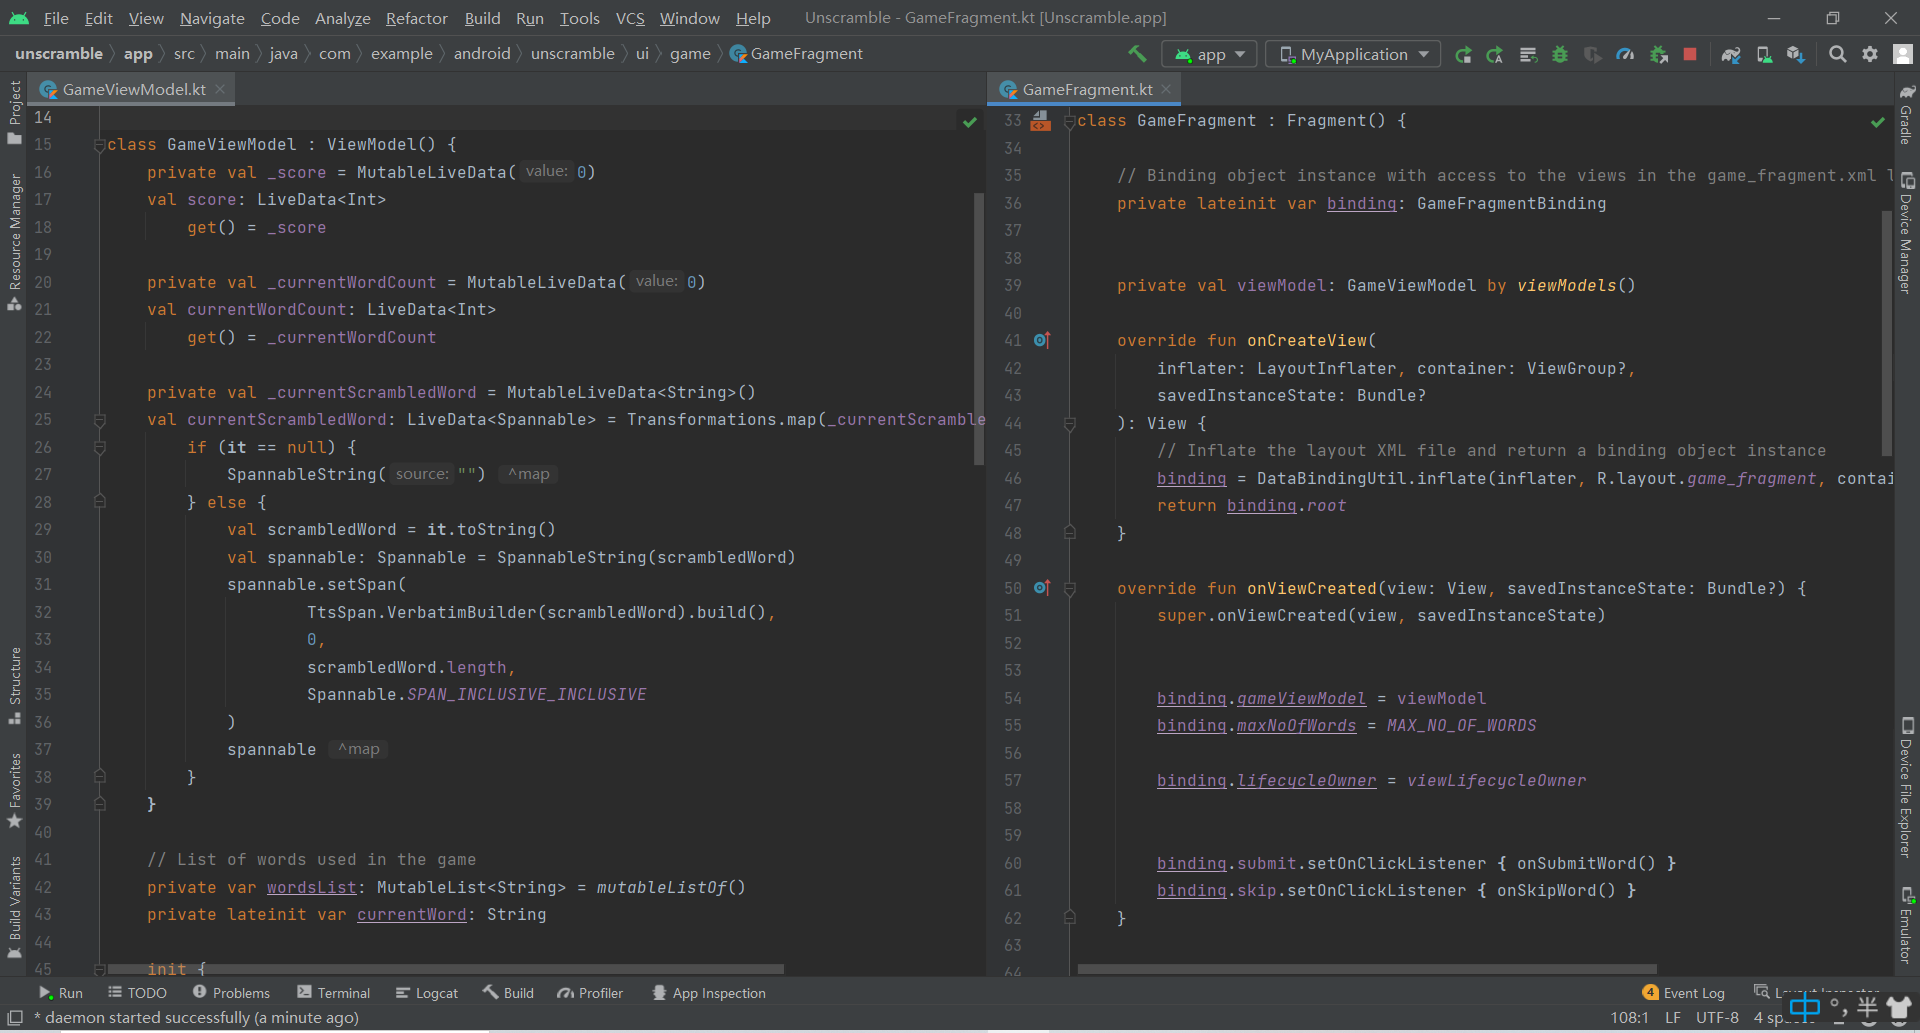 File Edit View Navigate Code Analyze Refactor Build Run Tools VCS Window Help Unscramble - GameFragment.kt [Unscramble.app]
unscramble app src main java com example android unscramble ui game GameFragment app MyApplication
GameViewModel.kt
14
15 class GameViewModel : ViewModel() {
16 private val _score = MutableLiveData( value: 0)
17 val score: LiveData<Int>
18 get() = _score
19
20 private val _currentWordCount = MutableLiveData( value: 0)
21 val currentWordCount: LiveData<Int>
22 get() = _currentWordCount
23
24 private val _currentScrambledWord = MutableLiveData<String>()
25 val currentScrambledWord: LiveData<Spannable> = Transformations.map(_currentScramble
26 if (it == null) {
27 SpannableString( source: "") ^map
28 } else {
29 val scrambledWord = it.toString()
30 val spannable: Spannable = SpannableString(scrambledWord)
31 spannable.setSpan(
32 TtsSpan.VerbatimBuilder(scrambledWord).build(),
33 0,
34 scrambledWord.length,
35 Spannable.SPAN_INCLUSIVE_INCLUSIVE
36 )
37 spannable ^map
38 }
39 }
40
41 // List of words used in the game
42 private var wordsList: MutableList<String> = mutableListOf()
43 private lateinit var currentWord: String
44
45 init {
GameFragment.kt
33 class GameFragment : Fragment() {
34
35 // Binding object instance with access to the views in the game_fragment.xml l
36 private lateinit var binding: GameFragmentBinding
37
38
39 private val viewModel: GameViewModel by viewModels()
40
41 override fun onCreateView(
42 inflater: LayoutInflater, container: ViewGroup?,
43 savedInstanceState: Bundle?
44 ): View {
45 // Inflate the layout XML file and return a binding object instance
46 binding = DataBindingUtil.inflate(inflater, R.layout.game_fragment, contai
47 return binding.root
48 }
49
50 override fun onViewCreated(view: View, savedInstanceState: Bundle?) {
51 super.onViewCreated(view, savedInstanceState)
52
53
54 binding.gameViewModel = viewModel
55 binding.maxNoOfWords = MAX_NO_OF_WORDS
56
57 binding.lifecycleOwner = viewLifecycleOwner
58
59
60 binding.submit.setOnClickListener { onSubmitWord() }
61 binding.skip.setOnClickListener { onSkipWord() }
62 }
63
64
Project
Resource Manager
Structure
Favorites
Build Variants
Gradle
Device Manager
Device File Explorer
Emulator
Run TODO Problems Terminal Logcat Build Profiler App Inspection 4 Event Log
* daemon started successfully (a minute ago) 108:1 LF UTF-8 4 中 °, 半